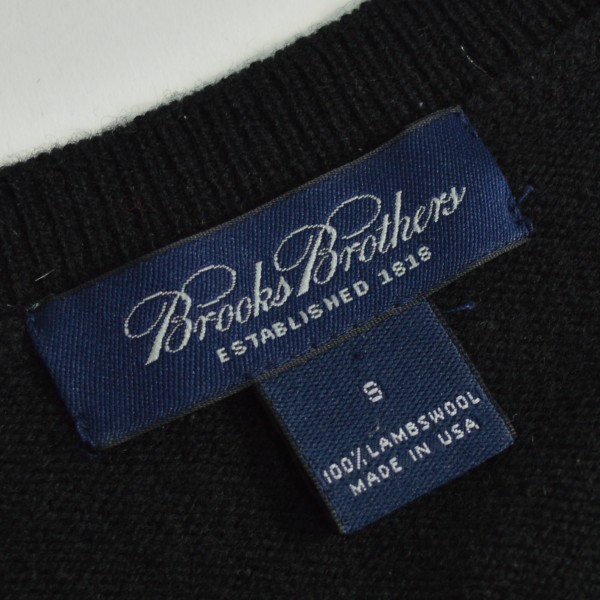 Brooks Brothers
ESTABLISHED 1818
S
100% LAMBSWOOL
MADE IN USA